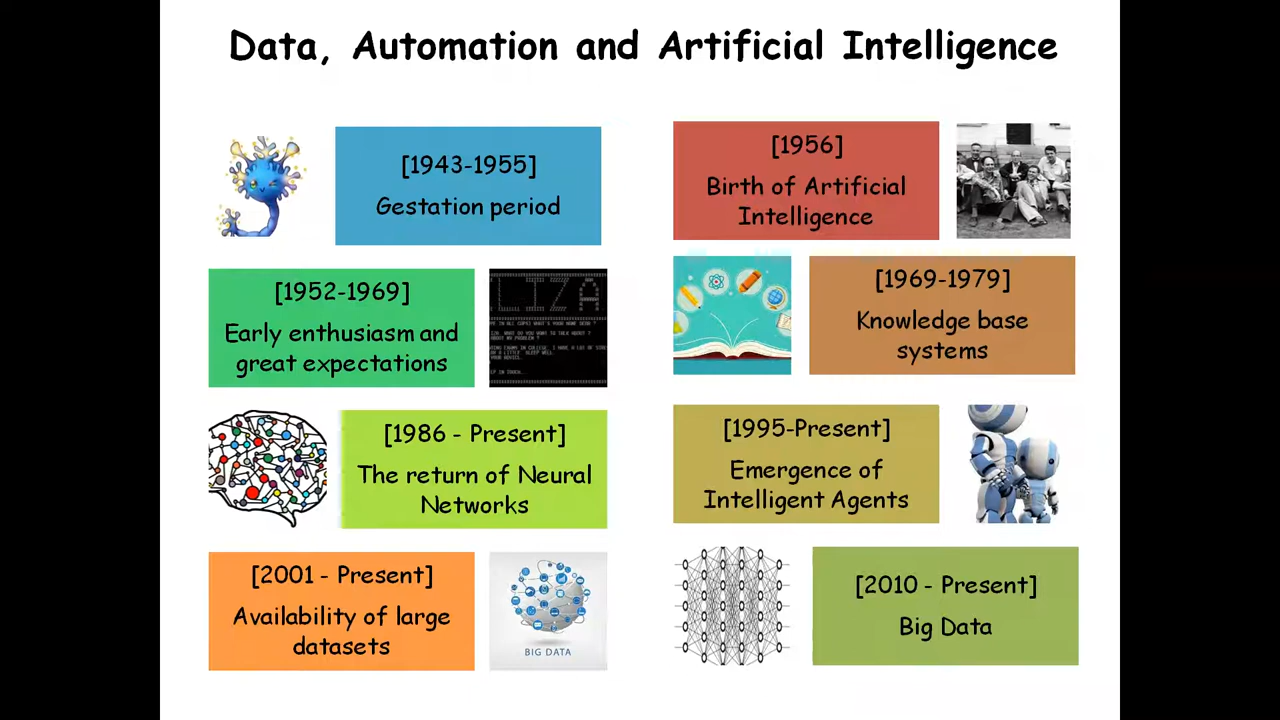 Data, Automation and Artificial Intelligence
[1943-1955]
Gestation period
[1956]
Birth of Artificial
Intelligence
[1952-1969]
Early enthusiasm and
great expectations
[1969-1979]
Knowledge base
systems
[1986 - Present]
The return of Neural
Networks
[1995-Present]
Emergence of
Intelligent Agents
[2001 - Present]
Availability of large
datasets
BIG DATA
[2010 - Present]
Big Data